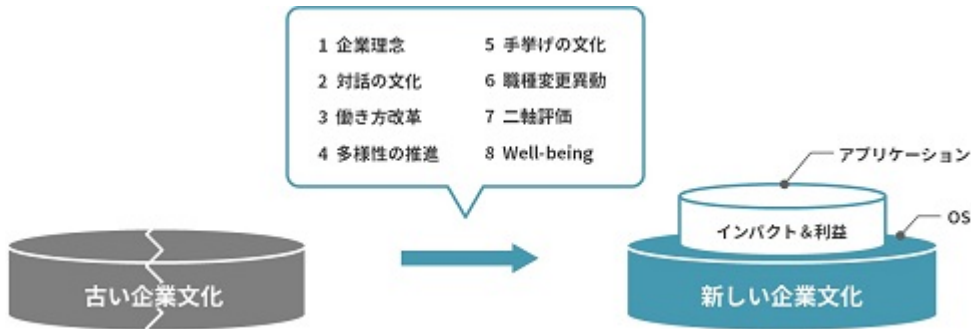 1 企業理念
2 対話の文化
3 働き方改革
4 多様性の推進
5 手挙げの文化
6 職種変更異動
7 二軸評価
8 Well-being
アプリケーション
OS
インパクト＆利益
古い企業文化
新しい企業文化